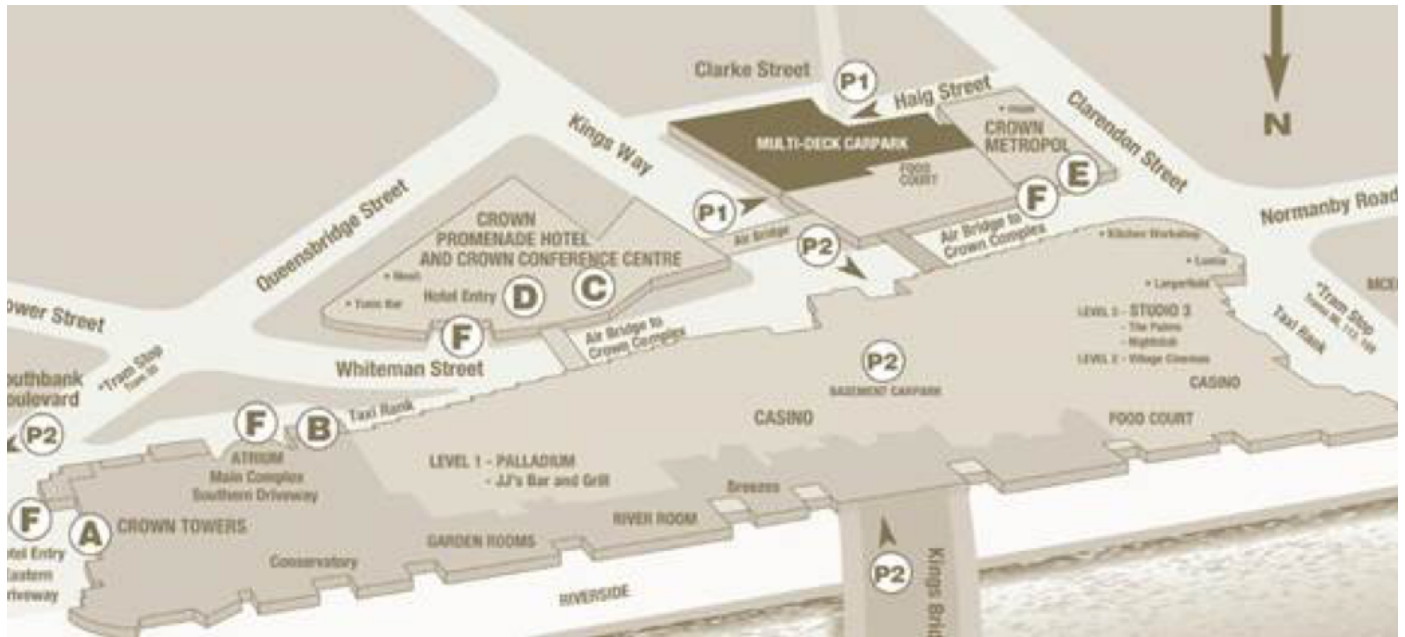 Clarke Street
P1
Haig Street
Clarendon Street
N
Kings Way
MULTI-DECK CARPARK
CROWN
METROPOL
FOOD
COURT
E
F
Queensbridge Street
P1
Air Bridge
P2
Air Bridge to
Crown Complex
Normanby Road
CROWN
PROMENADE HOTEL
AND CROWN CONFERENCE CENTRE
Hotel Entry
D
C
F
Air Bridge to
Crown Complex
Kitchen Workshop
LEVEL 3 - STUDIO 3
- The Palms
- Nightclub
LEVEL 2 - Village Cinemas
CASINO
FOOD COURT
Tram Stop
Taxi Rank
ower Street
Tram Stop
outhbank
oulevard
P2
Whiteman Street
Taxi Rank
F
B
P2
BASEMENT CARPARK
CASINO
ATRIUM
Main Complex
Southern Driveway
LEVEL 1 - PALLADIUM
- JJ's Bar and Grill
Breezes
RIVER ROOM
GARDEN ROOMS
Conservatory
CROWN TOWERS
F
A
otel Entry
astern
riveway
RIVERSIDE
P2
Kings Brid